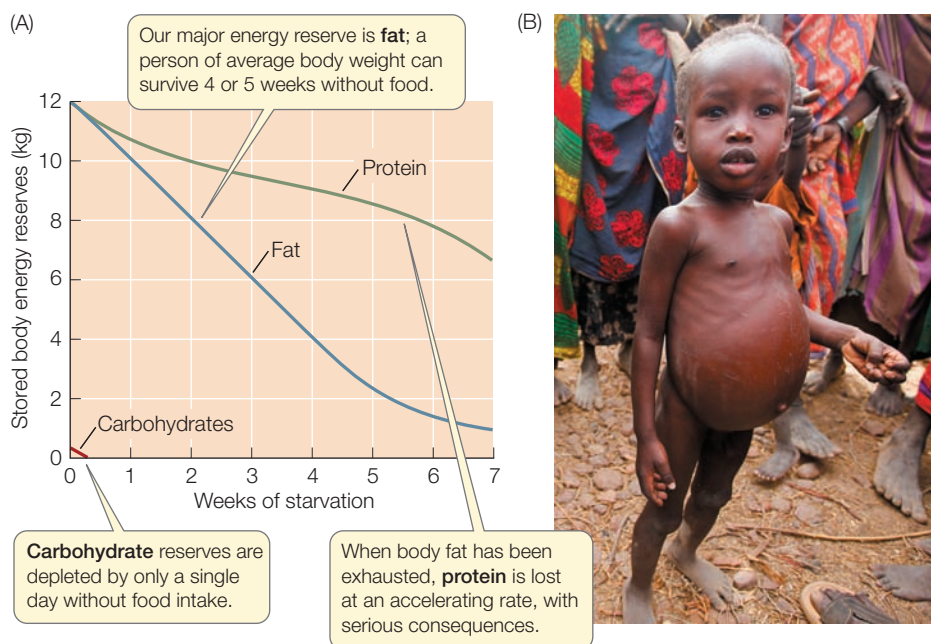 (A)
Our major energy reserve is fat; a
person of average body weight can
survive 4 or 5 weeks without food.
12
10
8
6
4
2
0
Stored body energy reserves (kg)
Protein
Fat
Carbohydrates
0 1 2 3 4 5 6 7
Weeks of starvation
Carbohydrate reserves are
depleted by only a single
day without food intake.
When body fat has been
exhausted, protein is lost
at an accelerating rate, with
serious consequences.
(B)